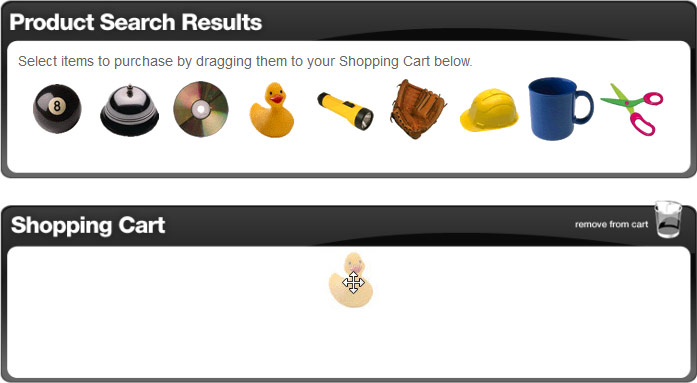 Product Search Results
Select items to purchase by dragging them to your Shopping Cart below.
8
Shopping Cart
remove from cart